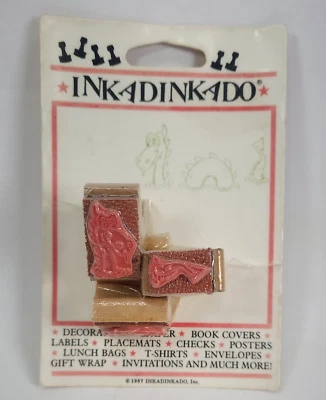 INKADINKADO®
★ DECORA ER ★ BOOK COVERS
LABELS ★ PLACEMATS ★ CHECKS ★ POSTERS
★ LUNCH BAGS ★ T-SHIRTS ★ ENVELOPES
GIFT WRAP ★ INVITATIONS AND MUCH MORE!
© 1987 INKADINKADO, Inc.